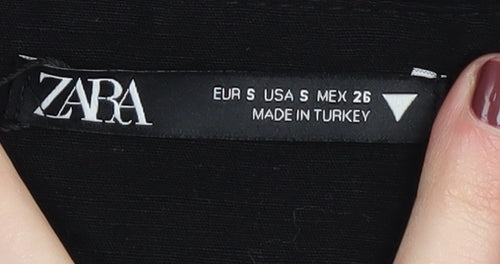 ZARA
EUR S USA S MEX 26
MADE IN TURKEY